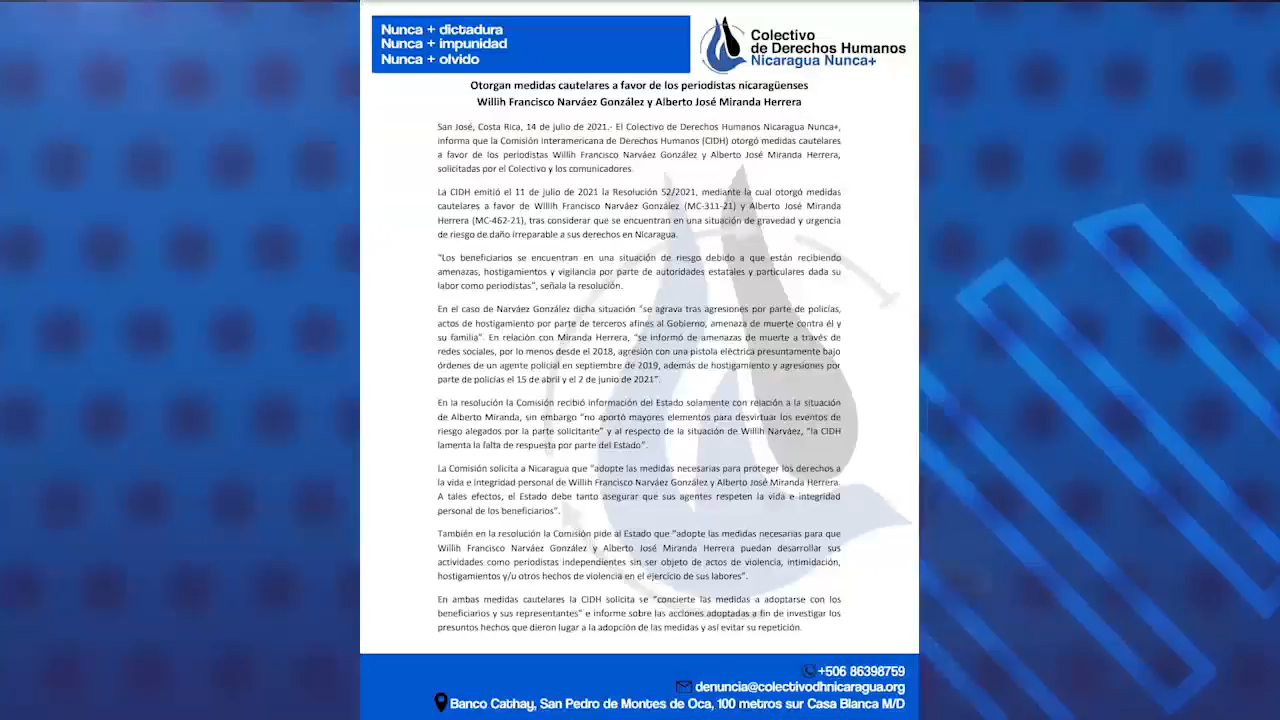 Nunca + dictadura
Nunca + impunidad
Nunca + olvido
Colectivo
de Derechos Humanos
Nicaragua Nunca+
Otorgan medidas cautelares a favor de los periodistas nicaragüenses
Willih Francisco Narváez González y Alberto José Miranda Herrera
San José, Costa Rica, 14 de julio de 2021.- El Colectivo de Derechos Humanos Nicaragua Nunca+,
informa que la Comisión Interamericana de Derechos Humanos (CIDH) otorgó medidas cautelares
a favor de los periodistas Willih Francisco Narváez González y Alberto José Miranda Herrera,
solicitadas por el Colectivo y los comunicadores.
La CIDH emitió el 11 de julio de 2021 la Resolución 52/2021, mediante la cual otorgó medidas
cautelares a favor de Willih Francisco Narváez González (MC-311-21) y Alberto José Miranda
Herrera (MC-462-21), tras considerar que se encuentran en una situación de gravedad y urgencia
de riesgo de daño irreparable a sus derechos en Nicaragua.
"Los beneficiarios se encuentran en una situación de riesgo debido a que están recibiendo
amenazas, hostigamientos y vigilancia por parte de autoridades estatales y particulares dada su
labor como periodistas", señala la resolución.
En el caso de Narváez González dicha situación "se agrava tras agresiones por parte de policías,
actos de hostigamiento por parte de terceros afines al Gobierno, amenaza de muerte contra él y
su familia". En relación con Miranda Herrera, "se informó de amenazas de muerte a través de
redes sociales, por lo menos desde el 2018, agresión con una pistola eléctrica presuntamente bajo
órdenes de un agente policial en septiembre de 2019, además de hostigamiento y agresiones por
parte de policías el 15 de abril y el 2 de junio de 2021".
En la resolución la Comisión recibió información del Estado solamente con relación a la situación
de Alberto Miranda, sin embargo "no aportó mayores elementos para desvirtuar los eventos de
riesgo alegados por la parte solicitante" y al respecto de la situación de Willih Narváez, "la CIDH
lamenta la falta de respuesta por parte del Estado".
La Comisión solicita a Nicaragua que "adopte las medidas necesarias para proteger los derechos a
la vida e integridad personal de Willih Francisco Narváez González y Alberto José Miranda Herrera.
A tales efectos, el Estado debe tanto asegurar que sus agentes respeten la vida e integridad
personal de los beneficiarios".
También en la resolución la Comisión pide al Estado que "adopte las medidas necesarias para que
Willih Francisco Narváez González y Alberto José Miranda Herrera puedan desarrollar sus
actividades como periodistas independientes sin ser objeto de actos de violencia, intimidación,
hostigamientos y/u otros hechos de violencia en el ejercicio de sus labores".
En ambas medidas cautelares la CIDH solicita se "concierte las medidas a adoptarse con los
beneficiarios y sus representantes" e informe sobre las acciones adoptadas a fin de investigar los
presuntos hechos que dieron lugar a la adopción de las medidas y así evitar su repetición.
+506 86398759
denuncia@colectivodhnicaragua.org
Banco Cathay, San Pedro de Montes de Oca, 100 metros sur Casa Blanca M/D